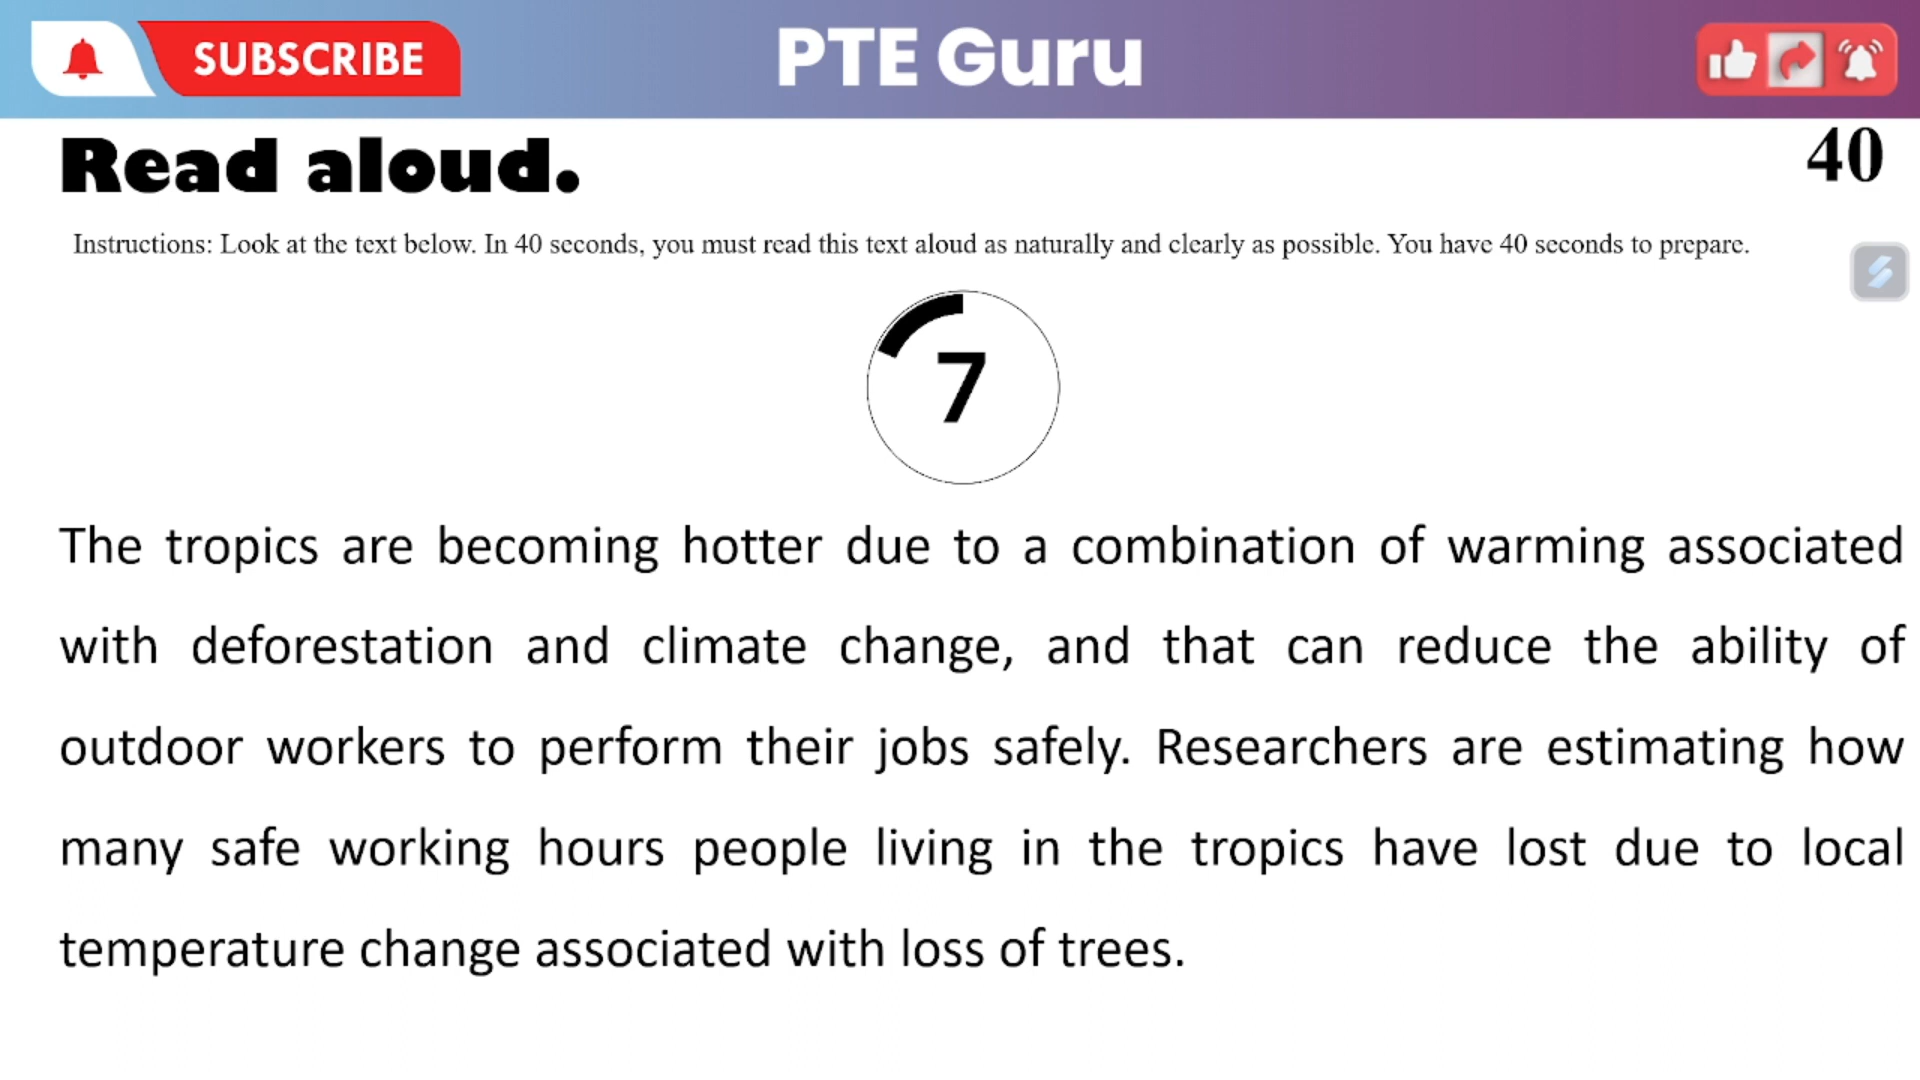 SUBSCRIBE
PTE Guru
Read aloud.
40
Instructions: Look at the text below. In 40 seconds, you must read this text aloud as naturally and clearly as possible. You have 40 seconds to prepare.
7
The tropics are becoming hotter due to a combination of warming associated
with deforestation and climate change, and that can reduce the ability of
outdoor workers to perform their jobs safely. Researchers are estimating how
many safe working hours people living in the tropics have lost due to local
temperature change associated with loss of trees.